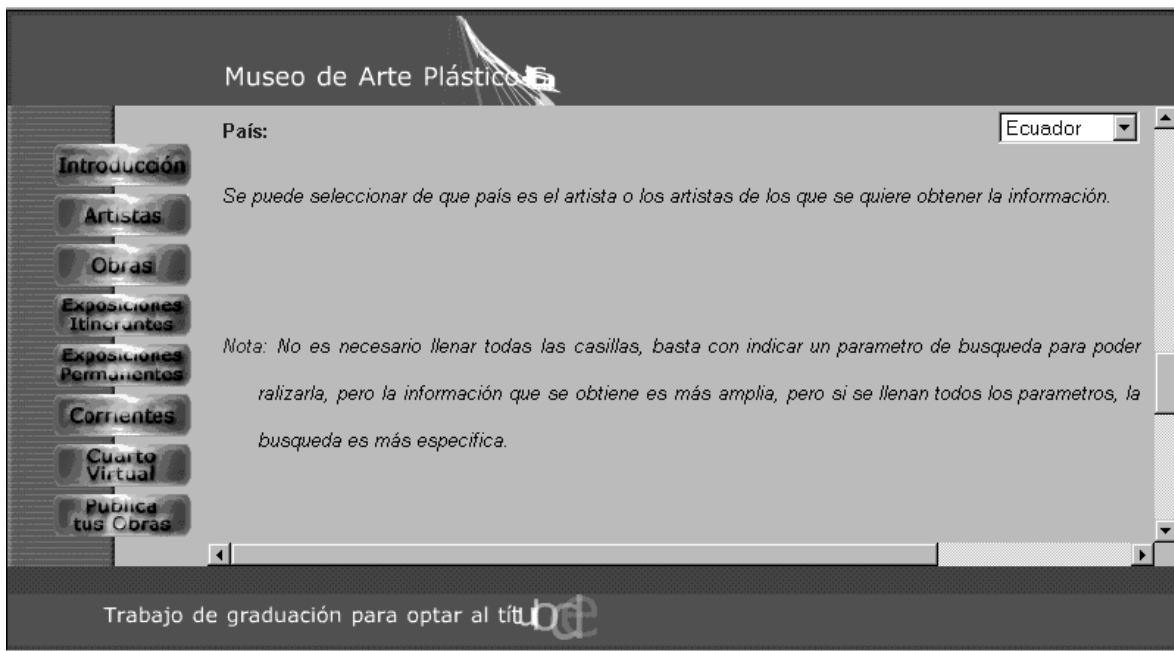 Museo de Arte Plástico
País:
Ecuador
Introducción
Artistas
Obras
Exposiciones
Itinerantes
Exposiciones
Permanentes
Corrientes
Cuarto
Virtual
Publica
tus Obras
Se puede seleccionar de que país es el artista o los artistas de los que se quiere obtener la información.
Nota: No es necesario llenar todas las casillas, basta con indicar un parametro de busqueda para poder
ralizarla, pero la información que se obtiene es más amplia, pero si se llenan todos los parametros, la
busqueda es más especifica.
Trabajo de graduación para optar al